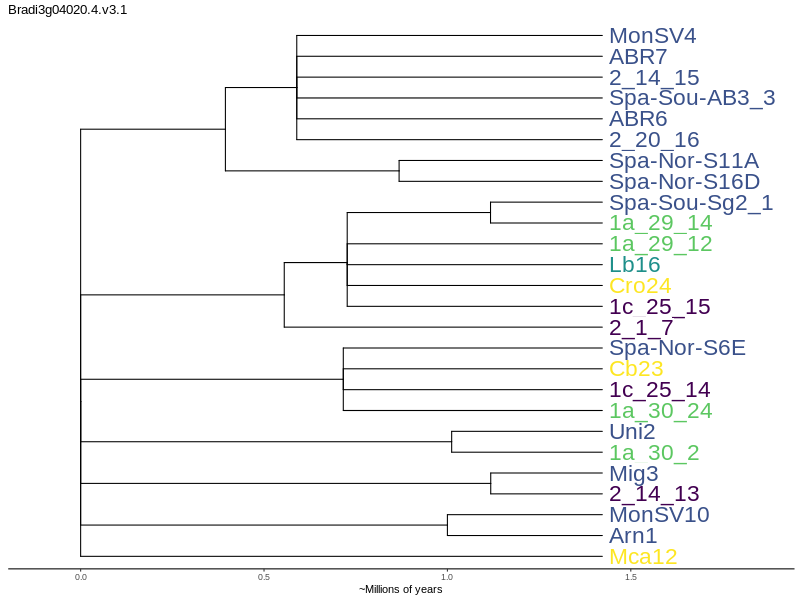 Bradi3g04020.4.v3.1
MonSV4
ABR7
2_14_15
Spa-Sou-AB3_3
ABR6
2_20_16
Spa-Nor-S11A
Spa-Nor-S16D
Spa-Sou-Sg2_1
1a_29_14
1a_29_12
Lb16
Cro24
1c_25_15
2_1_7
Spa-Nor-S6E
Cb23
1c_25_14
1a_30_24
Uni2
1a_30_2
Mig3
2_14_13
MonSV10
Arn1
Mca12
0.0 0.5 1.0 1.5
~Millions of years